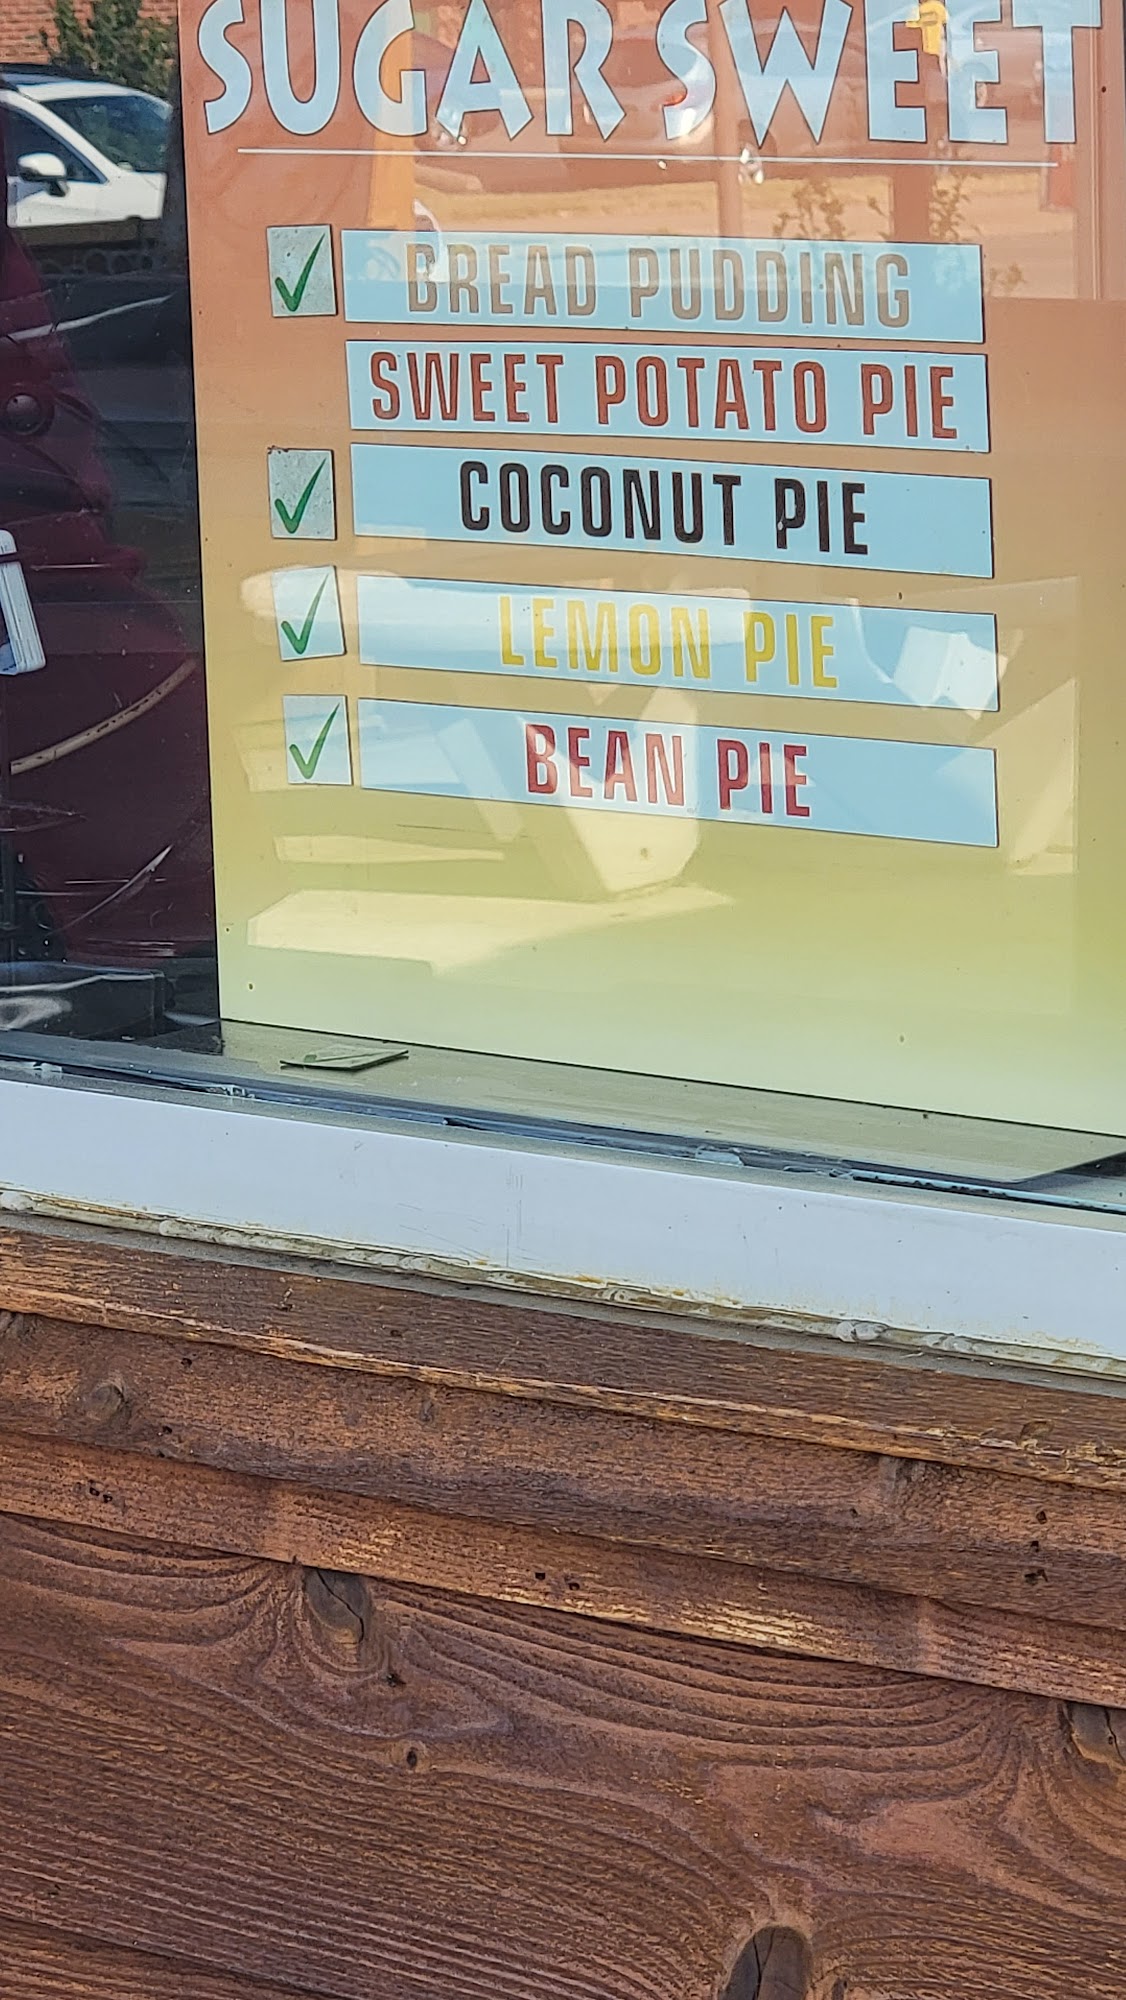 SUGAR SWEET
BREAD PUDDING
SWEET POTATO PIE
COCONUT PIE
LEMON PIE
BEAN PIE